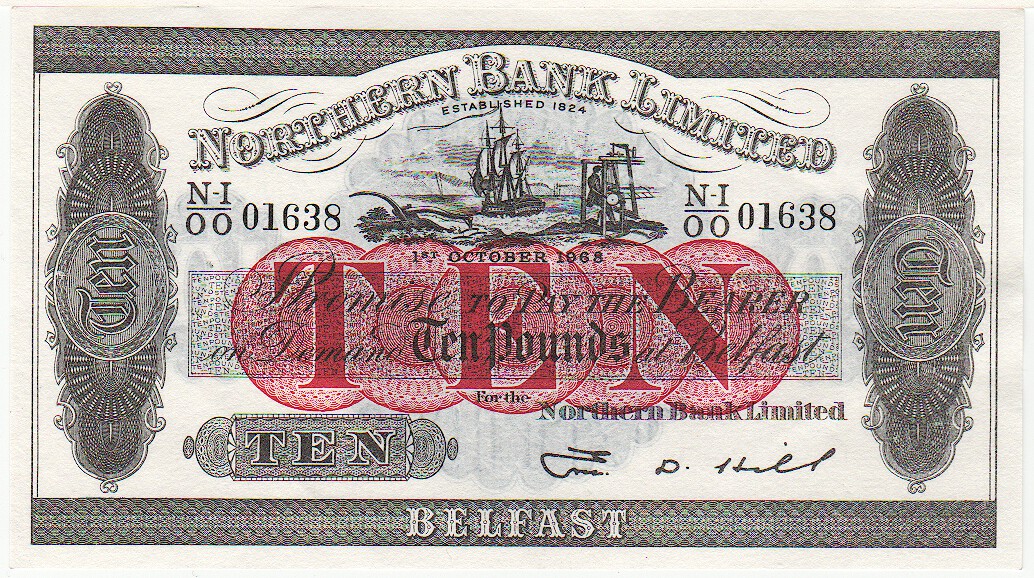 NORTHERN BANK LIMITED
ESTABLISHED 1824
N-I/00 01638
N-I/00 01638
1ST OCTOBER 1968
TEN
Promise TO PAY THE BEARER
on Demand Ten Pounds at Belfast
For the Northern Bank Limited
Ten
Ten
TEN
D. Hill
BELFAST